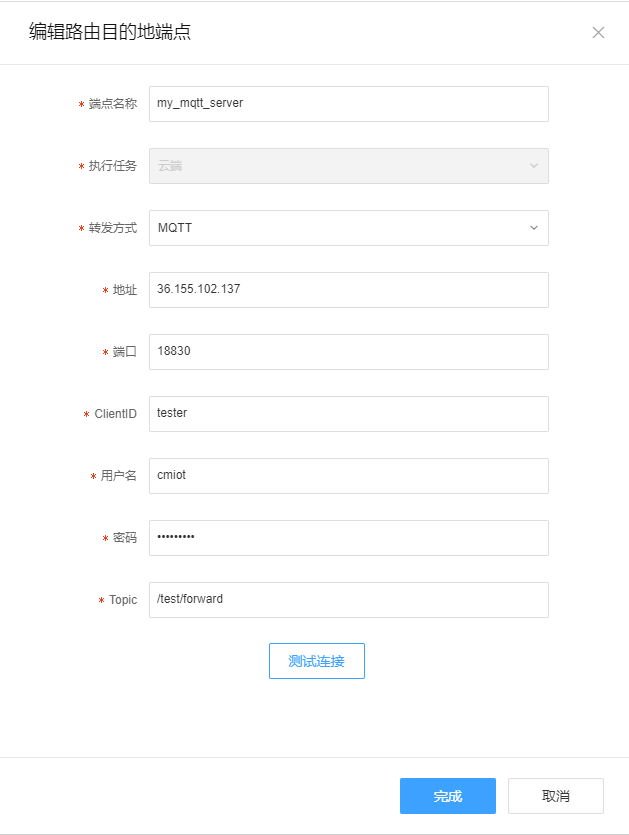 编辑路由目的地端点
* 端点名称 my_mqtt_server
* 执行任务 云端
* 转发方式 MQTT
* 地址 36.155.102.137
* 端口 18830
* ClientID tester
* 用户名 cmiot
* 密码 •••••••••
* Topic /test/forward
测试连接
完成 取消